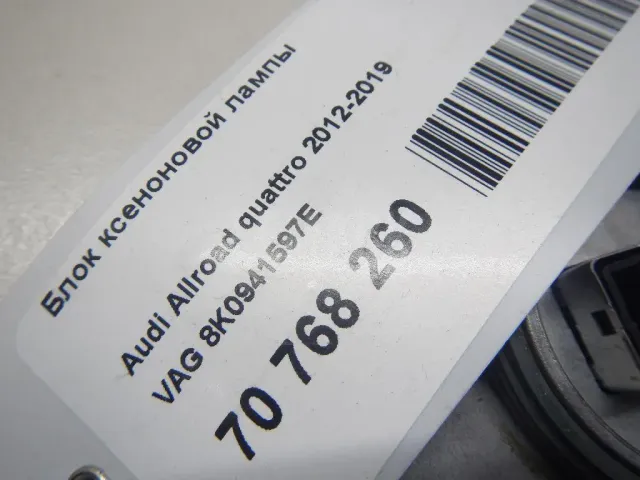 Блок ксеноновой лампы
Audi Allroad quattro 2012-2019
VAG 8K0941597E
70 768 260